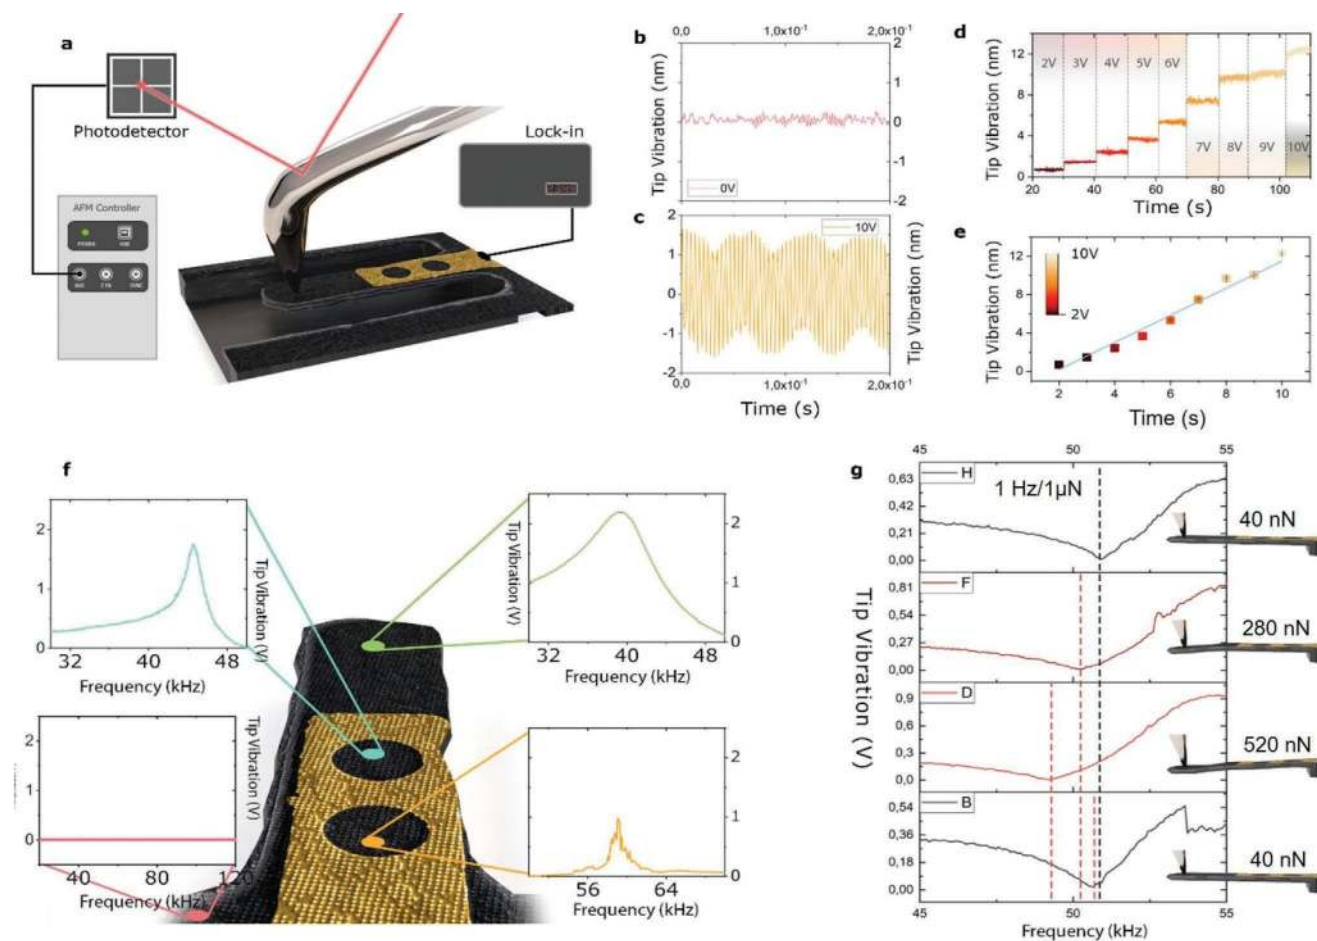 a
Photodetector
Lock-in
AFM Controller
POWER
USB
SYNC
b
0,0
1,0x10⁻¹
2,0x10⁻¹
Tip Vibration (nm)
2
1
0
-1
-2
0V
c
Tip Vibration (nm)
2
1
0
-1
-2
10V
0,0
1,0x10⁻¹
2,0x10⁻¹
Time (s)
d
Tip Vibration (nm)
12
8
4
0
2V
3V
4V
5V
6V
7V
8V
9V
10V
20
40
60
80
100
Time (s)
e
Tip Vibration (nm)
12
8
4
0
10V
2V
2
4
6
8
10
Time (s)
f
2
1
0
Tip Vibration (V)
32
40
48
Frequency (kHz)
Tip Vibration (V)
2
1
0
32
40
48
Frequency (kHz)
2
1
0
Tip Vibration (V)
40
80
120
Frequency (kHz)
2
1
0
56
64
Frequency (kHz)
g
45
50
55
H
1 Hz/1µN
0,63
0,42
0,21
0,00
40 nN
F
0,81
0,54
0,27
0,00
280 nN
D
0,9
0,6
0,3
0,0
520 nN
B
0,54
0,36
0,18
0,00
40 nN
Tip Vibration (V)
45
50
55
Frequency (kHz)